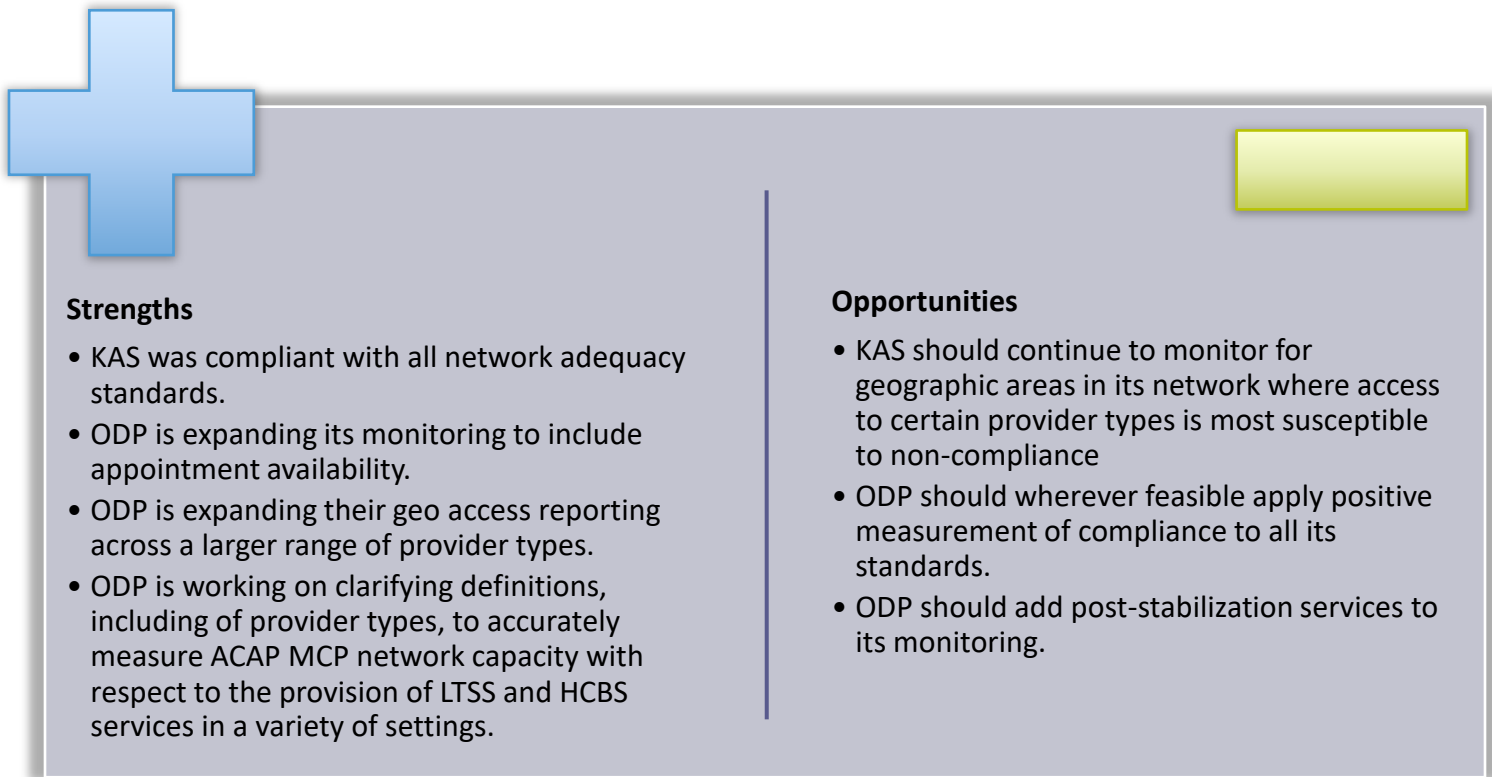 Strengths
• KAS was compliant with all network adequacy
standards.
• ODP is expanding its monitoring to include
appointment availability.
• ODP is expanding their geo access reporting
across a larger range of provider types.
• ODP is working on clarifying definitions,
including of provider types, to accurately
measure ACAP MCP network capacity with
respect to the provision of LTSS and HCBS
services in a variety of settings.
Opportunities
• KAS should continue to monitor for
geographic areas in its network where access
to certain provider types is most susceptible
to non-compliance
• ODP should wherever feasible apply positive
measurement of compliance to all its
standards.
• ODP should add post-stabilization services to
its monitoring.